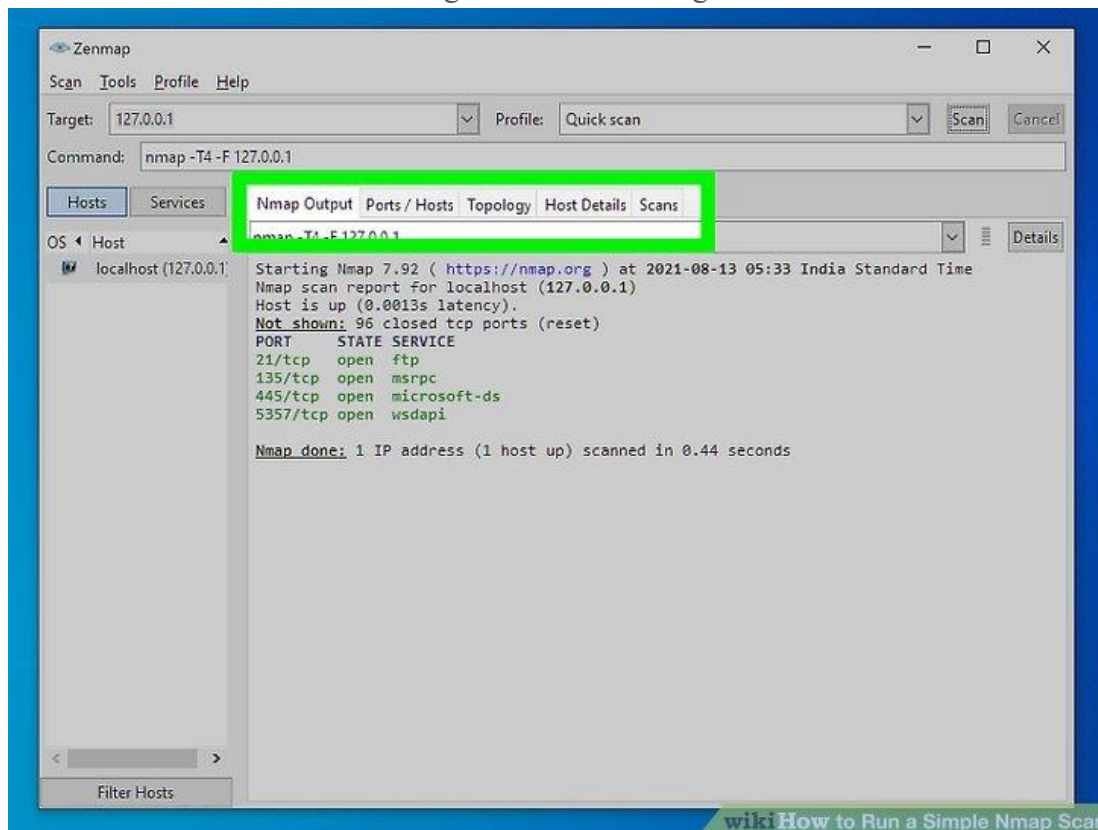 Zenmap
Scan Tools Profile Help
Target: 127.0.0.1 Profile: Quick scan Scan Cancel
Command: nmap -T4 -F 127.0.0.1
Hosts Services Nmap Output Ports / Hosts Topology Host Details Scans
nmap -T4 -F 127.0.0.1 Details
OS Host
localhost (127.0.0.1)
Starting Nmap 7.92 ( https://nmap.org ) at 2021-08-13 05:33 India Standard Time
Nmap scan report for localhost (127.0.0.1)
Host is up (0.0013s latency).
Not shown: 96 closed tcp ports (reset)
PORT STATE SERVICE
21/tcp open ftp
135/tcp open msrpc
445/tcp open microsoft-ds
5357/tcp open wsdapi
Nmap done: 1 IP address (1 host up) scanned in 0.44 seconds
Filter Hosts
wikiHow to Run a Simple Nmap Scan